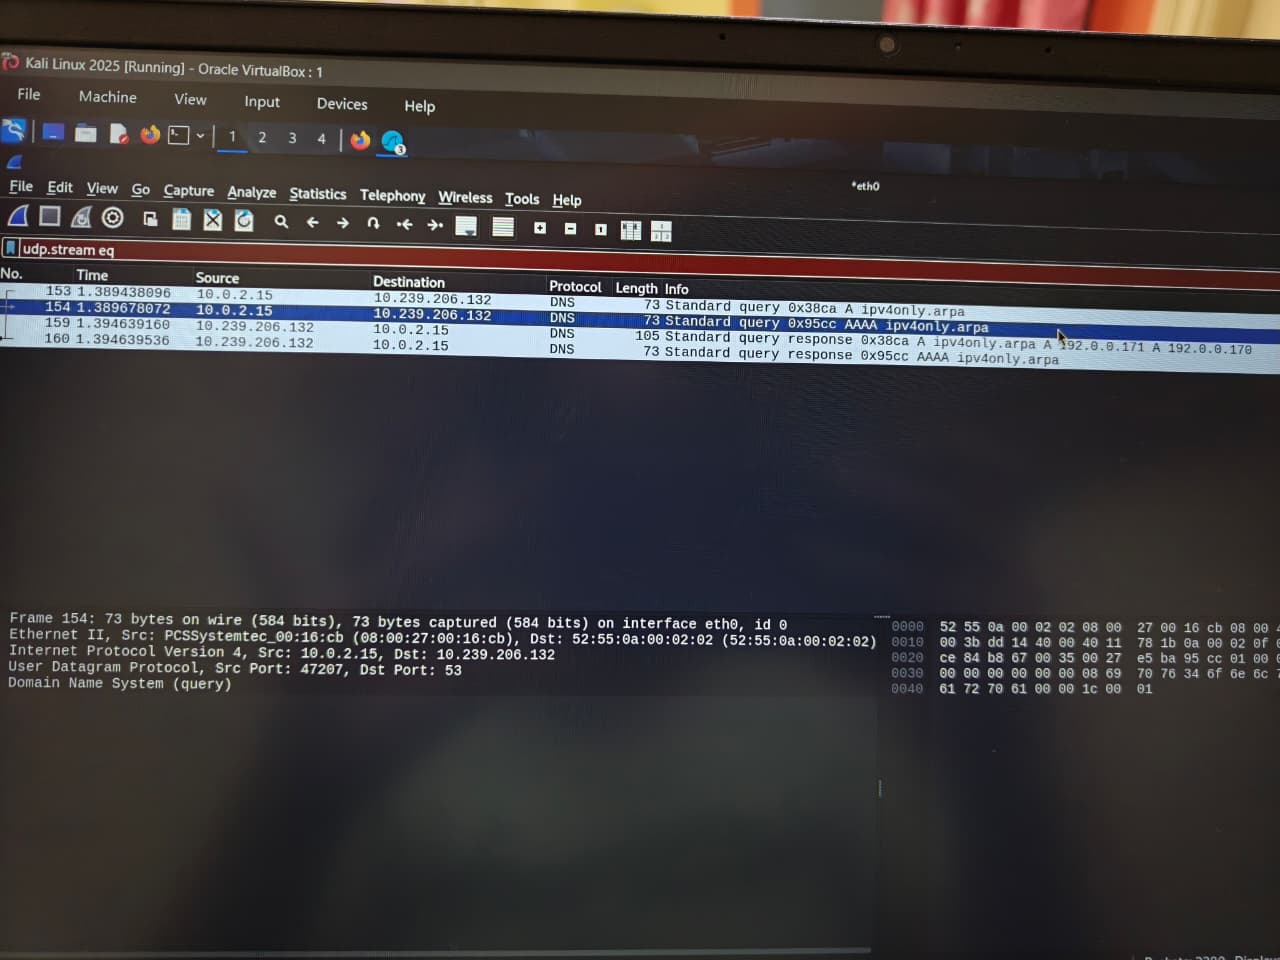 Kali Linux 2025 [Running] - Oracle VirtualBox : 1
File Machine View Input Devices Help
1 2 3 4 3
*eth0
File Edit View Go Capture Analyze Statistics Telephony Wireless Tools Help
udp.stream eq
No. Time Source Destination Protocol Length Info
153 1.389438096 10.0.2.15 10.239.206.132 DNS 73 Standard query 0x38ca A ipv4only.arpa
154 1.389678072 10.0.2.15 10.239.206.132 DNS 73 Standard query 0x95cc AAAA ipv4only.arpa
159 1.394639160 10.239.206.132 10.0.2.15 DNS 105 Standard query response 0x38ca A ipv4only.arpa A 192.0.0.171 A 192.0.0.170
160 1.394639536 10.239.206.132 10.0.2.15 DNS 73 Standard query response 0x95cc AAAA ipv4only.arpa
Frame 154: 73 bytes on wire (584 bits), 73 bytes captured (584 bits) on interface eth0, id 0
Ethernet II, Src: PCSSystemtec_00:16:cb (08:00:27:00:16:cb), Dst: 52:55:0a:00:02:02 (52:55:0a:00:02:02)
Internet Protocol Version 4, Src: 10.0.2.15, Dst: 10.239.206.132
User Datagram Protocol, Src Port: 47207, Dst Port: 53
Domain Name System (query)
0000 52 55 0a 00 02 02 08 00 27 00 16 cb 08 00
0010 00 3b dd 14 40 00 40 11 78 1b 0a 00 02 0f
0020 ce 84 b8 67 00 35 00 27 e5 ba 95 cc 01 00
0030 00 00 00 00 00 00 08 69 70 76 34 6f 6e 6c
0040 61 72 70 61 00 00 1c 00 01